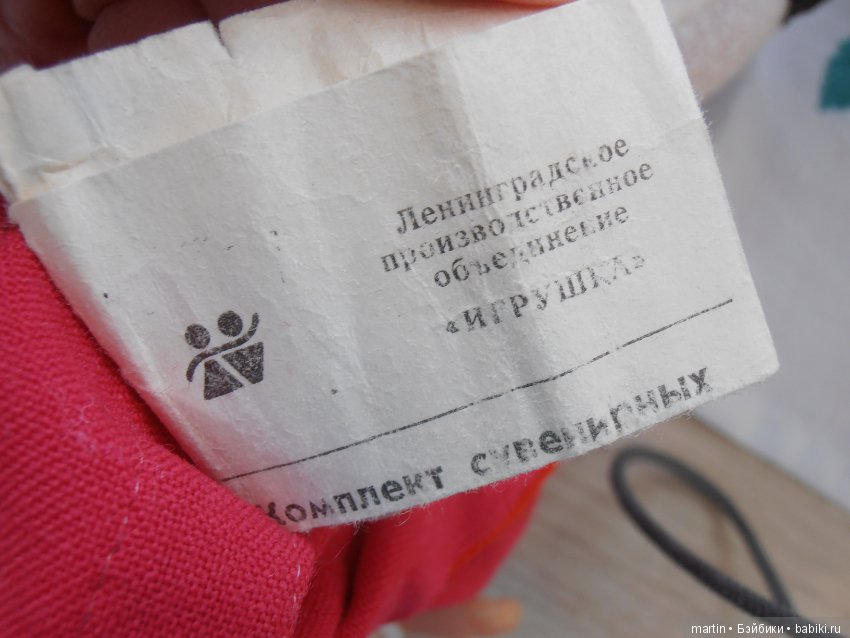 Ленинградское
производственное
объединение
«ИГРУШКА»
Комплект сувенирных
martin • Бэйбики • babiki.ru